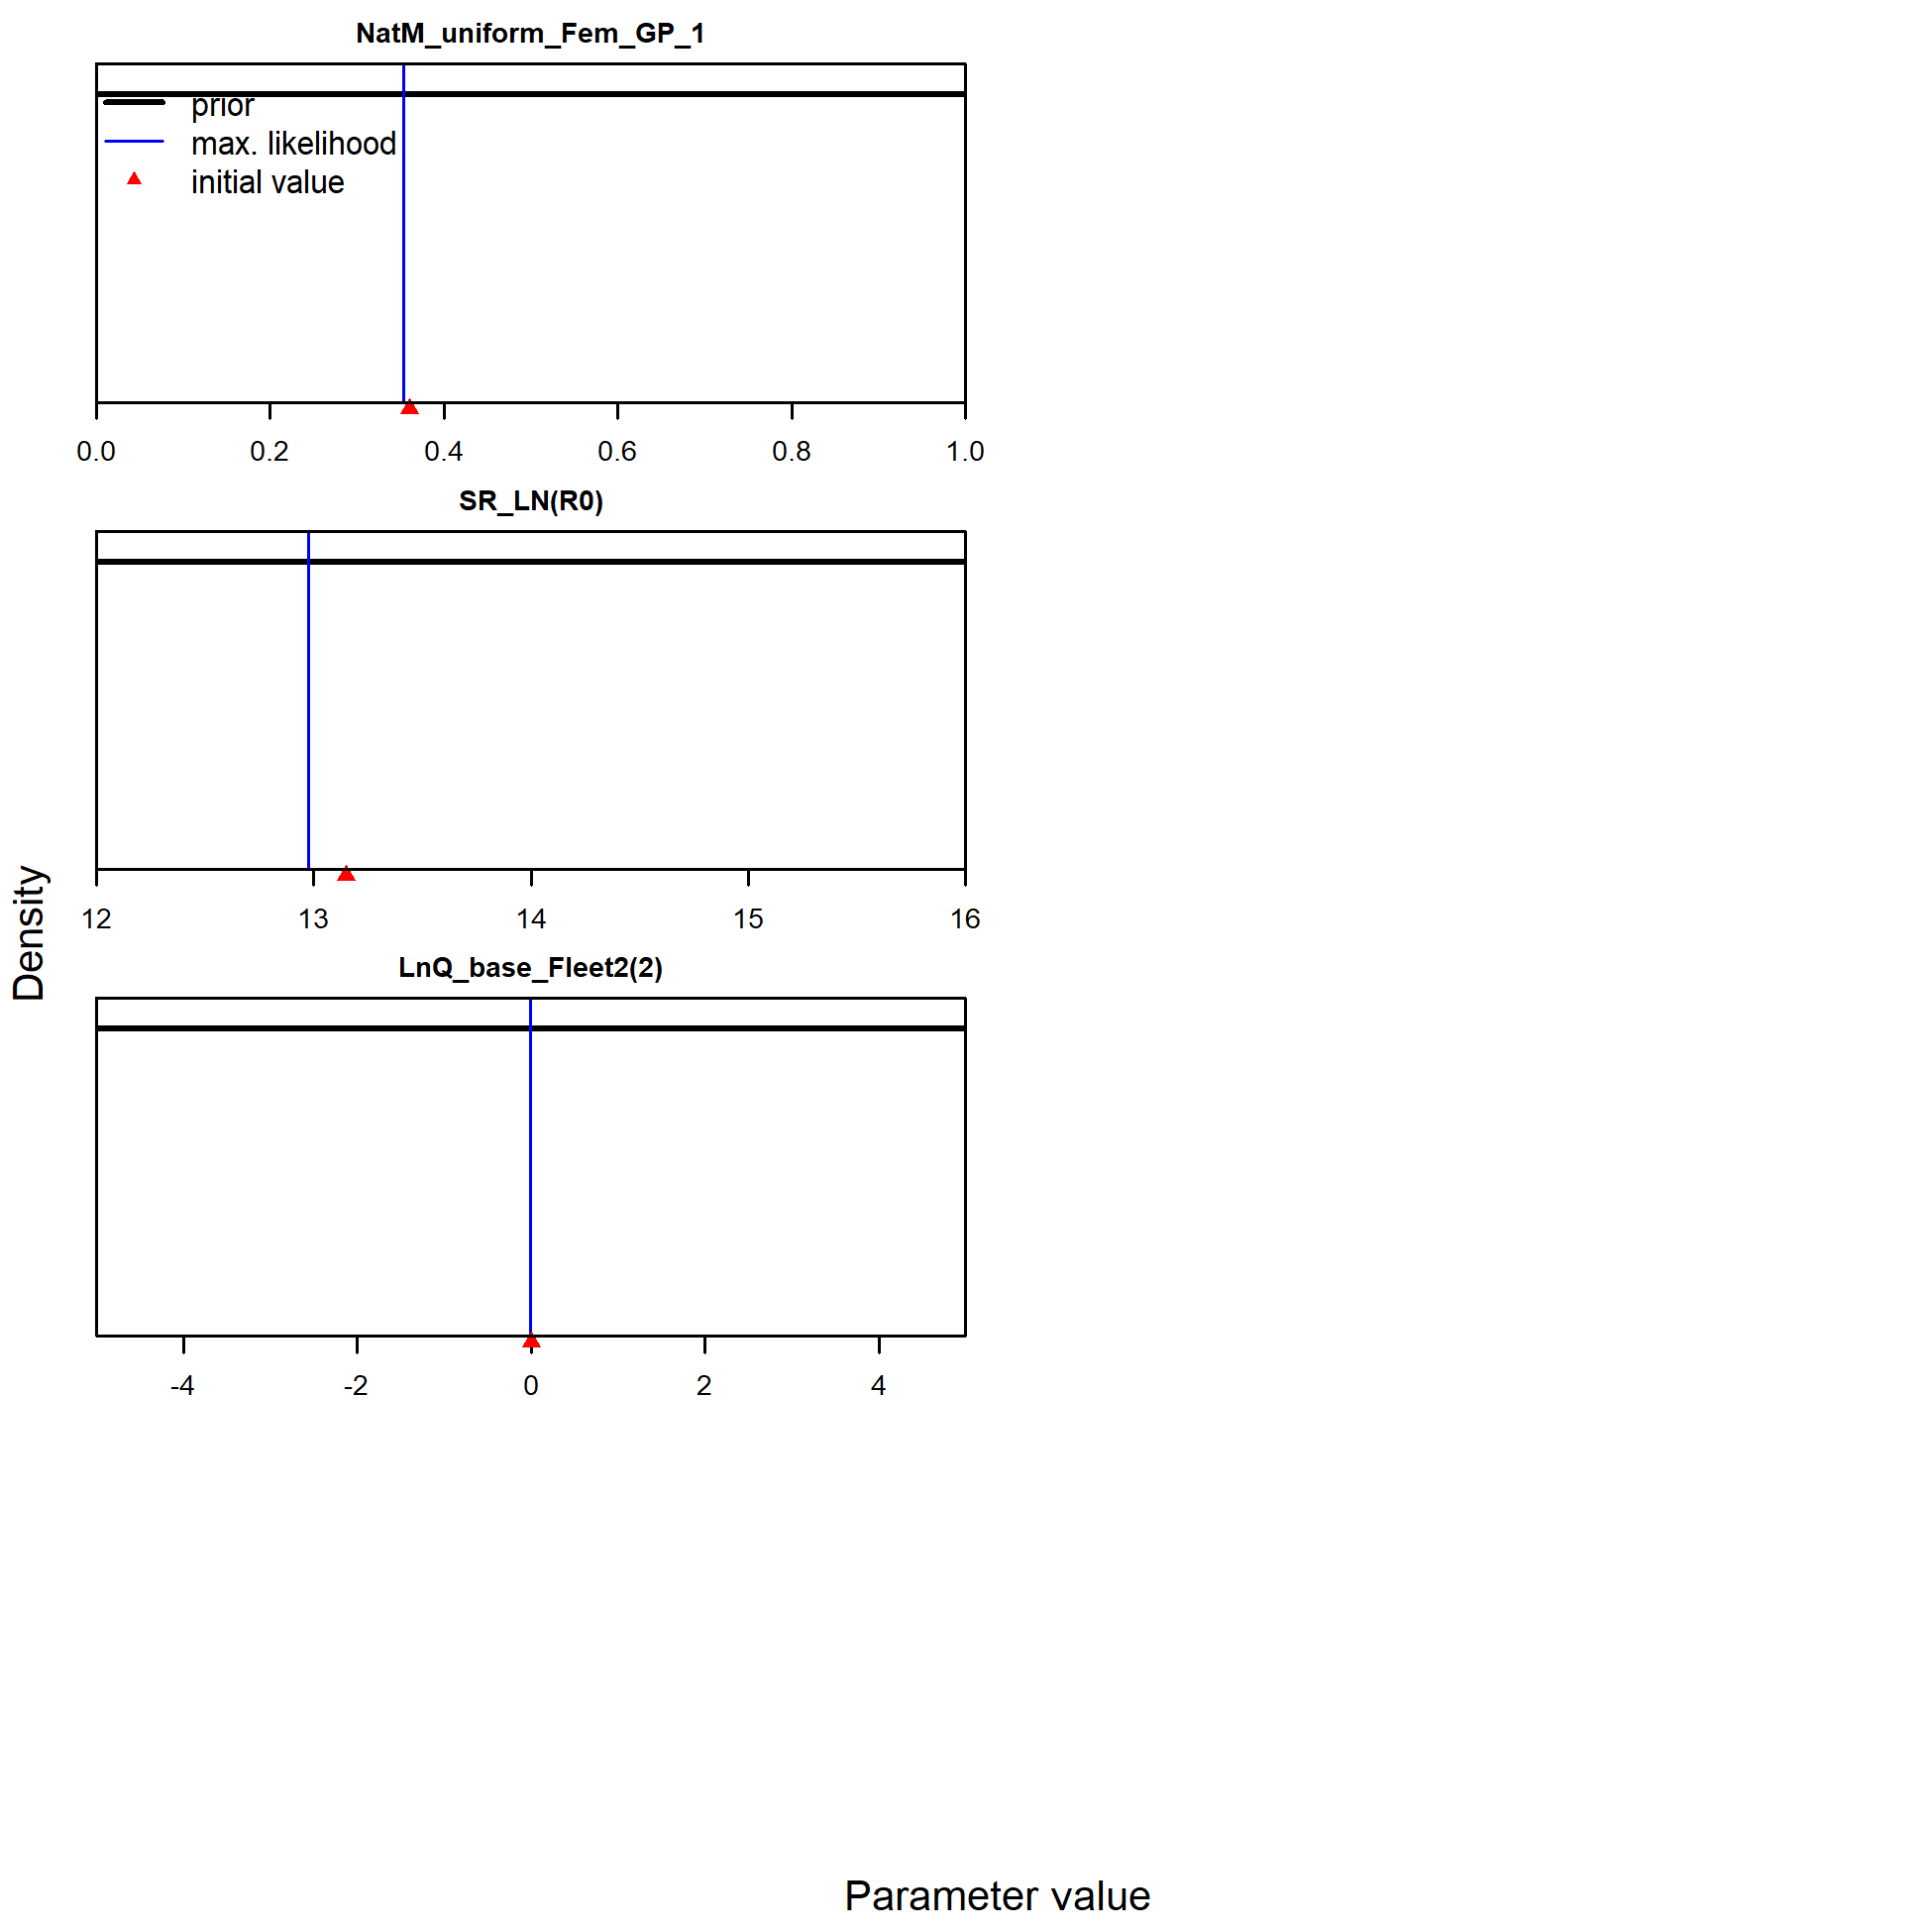 NatM_uniform_Fem_GP_1
prior
max. likelihood
initial value
0.0 0.2 0.4 0.6 0.8 1.0
SR_LN(R0)
12 13 14 15 16
LnQ_base_Fleet2(2)
-4 -2 0 2 4
Density
Parameter value